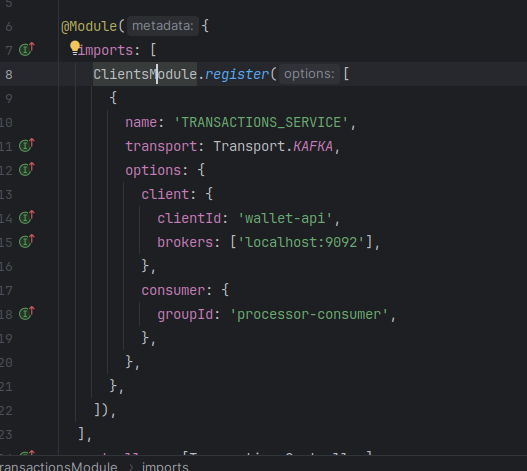 5
6 @Module( metadata: {
7 imports: [
8 ClientsModule.register( options: [
9 {
10 name: 'TRANSACTIONS_SERVICE',
11 transport: Transport.KAFKA,
12 options: {
13 client: {
14 clientId: 'wallet-api',
15 brokers: ['localhost:9092'],
16 },
17 consumer: {
18 groupId: 'processor-consumer',
19 },
20 },
21 },
22 ]),
23 ],
ransactionsModule › imports